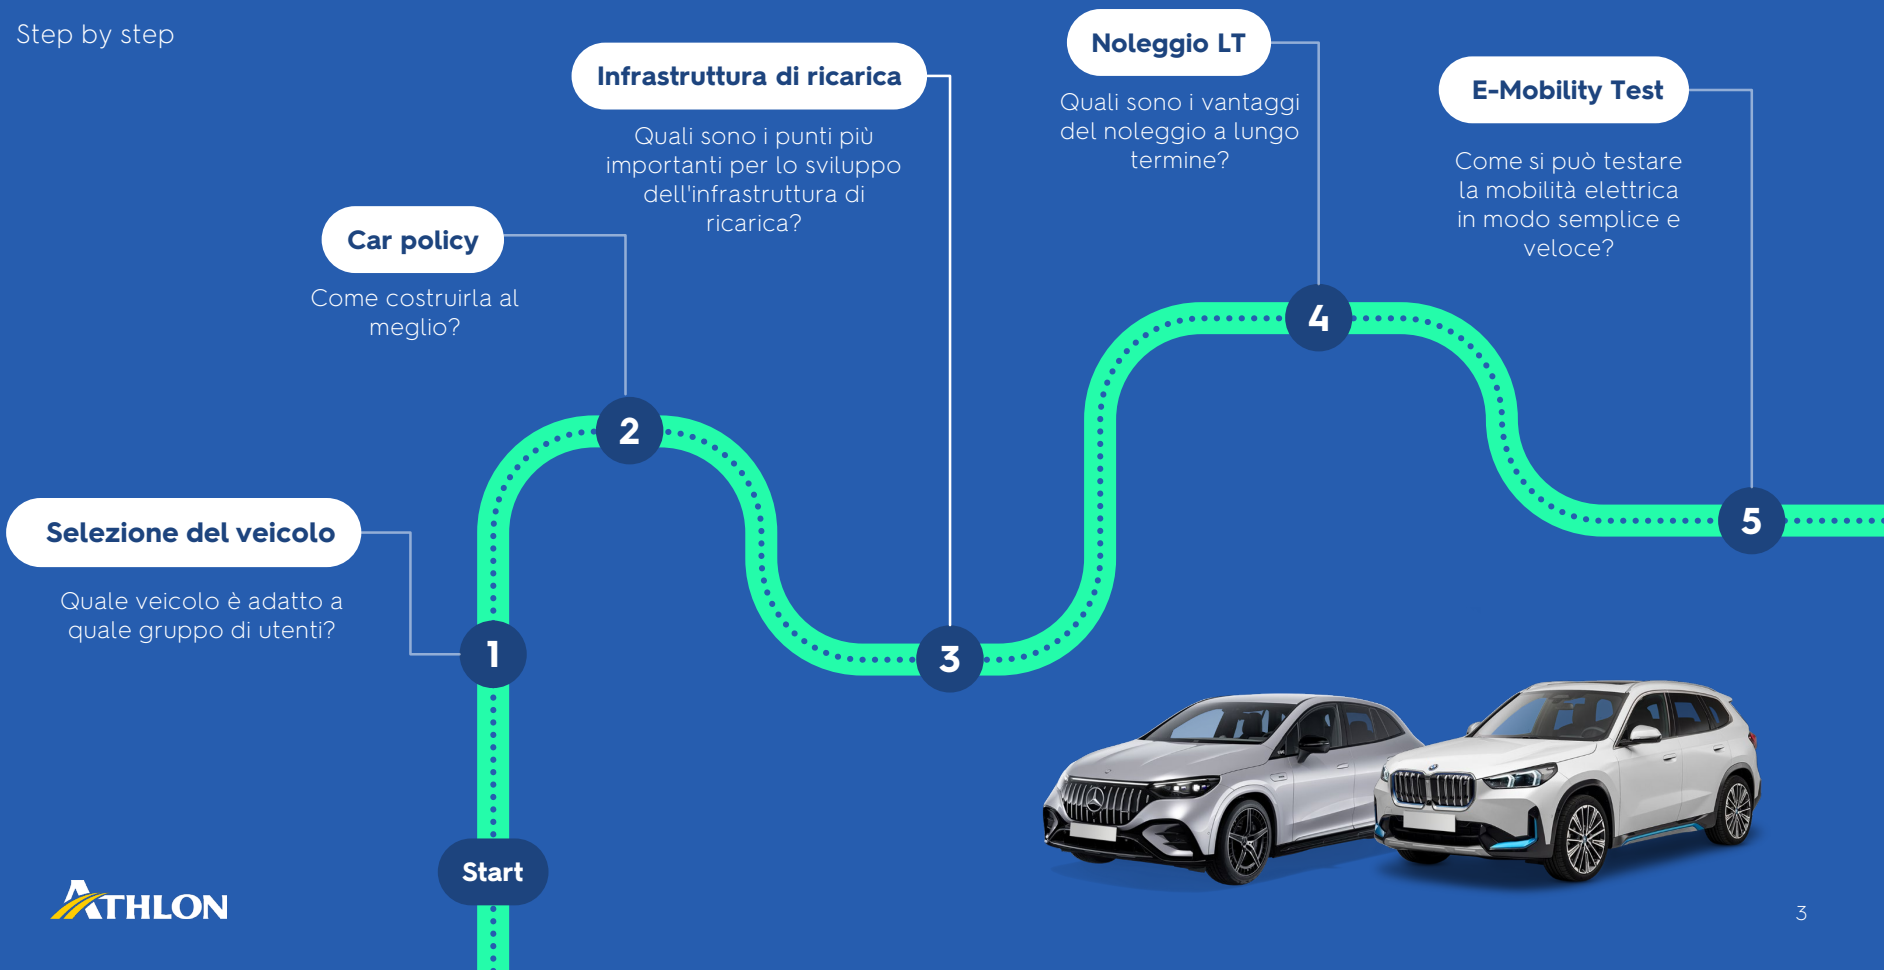 Step by step
Selezione del veicolo
Quale veicolo è adatto a
quale gruppo di utenti?
Car policy
Come costruirla al
meglio?
Infrastruttura di ricarica
Quali sono i punti più
importanti per lo sviluppo
dell'infrastruttura di
ricarica?
Noleggio LT
Quali sono i vantaggi
del noleggio a lungo
termine?
E-Mobility Test
Come si può testare
la mobilità elettrica
in modo semplice e
veloce?
Start
1
2
3
4
5
ATHLON
3